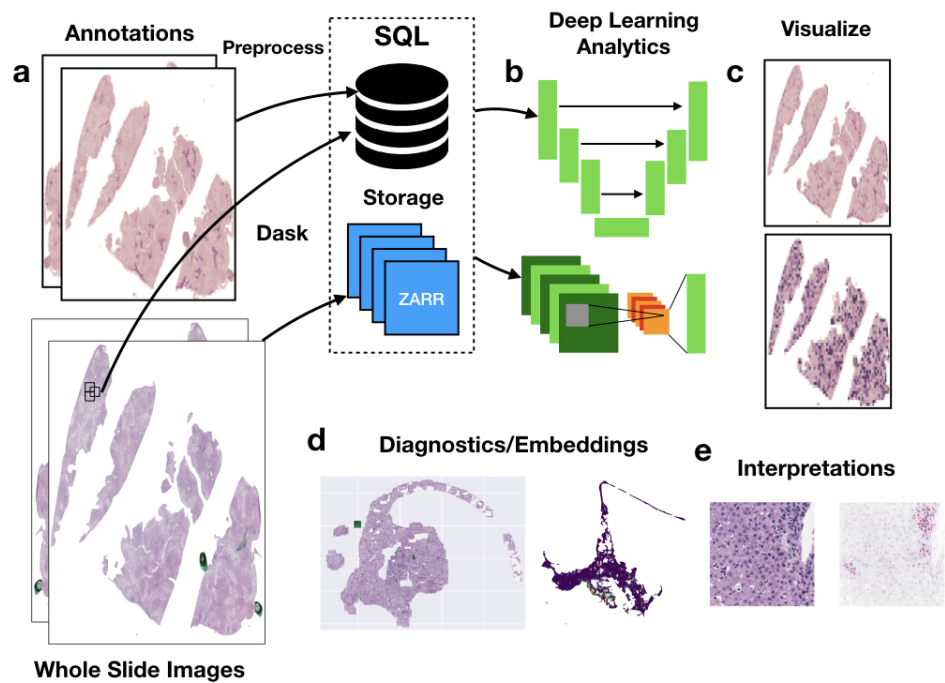 Annotations
Preprocess
SQL
Deep Learning
Analytics
Visualize
a
b
c
Storage
Dask
ZARR
d
Diagnostics/Embeddings
e
Interpretations
Whole Slide Images